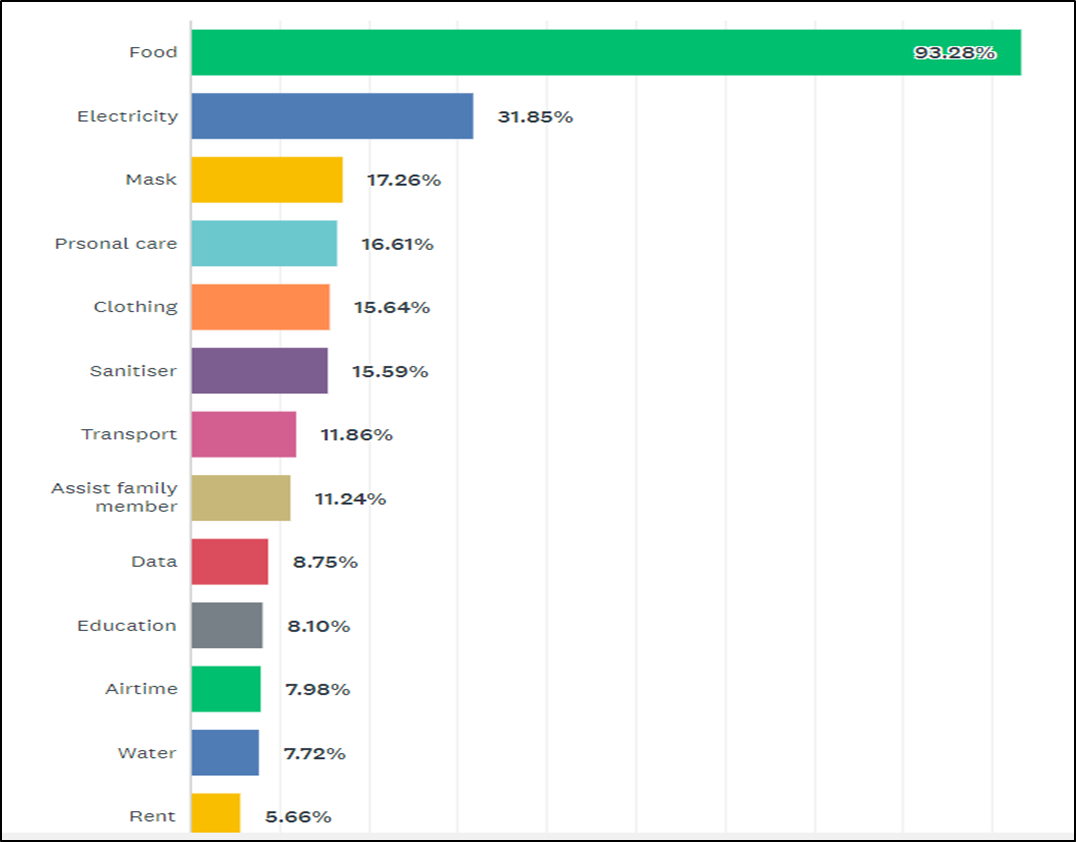 Food 93.28%
Electricity 31.85%
Mask 17.26%
Prsonal care 16.61%
Clothing 15.64%
Sanitiser 15.59%
Transport 11.86%
Assist family
member 11.24%
Data 8.75%
Education 8.10%
Airtime 7.98%
Water 7.72%
Rent 5.66%